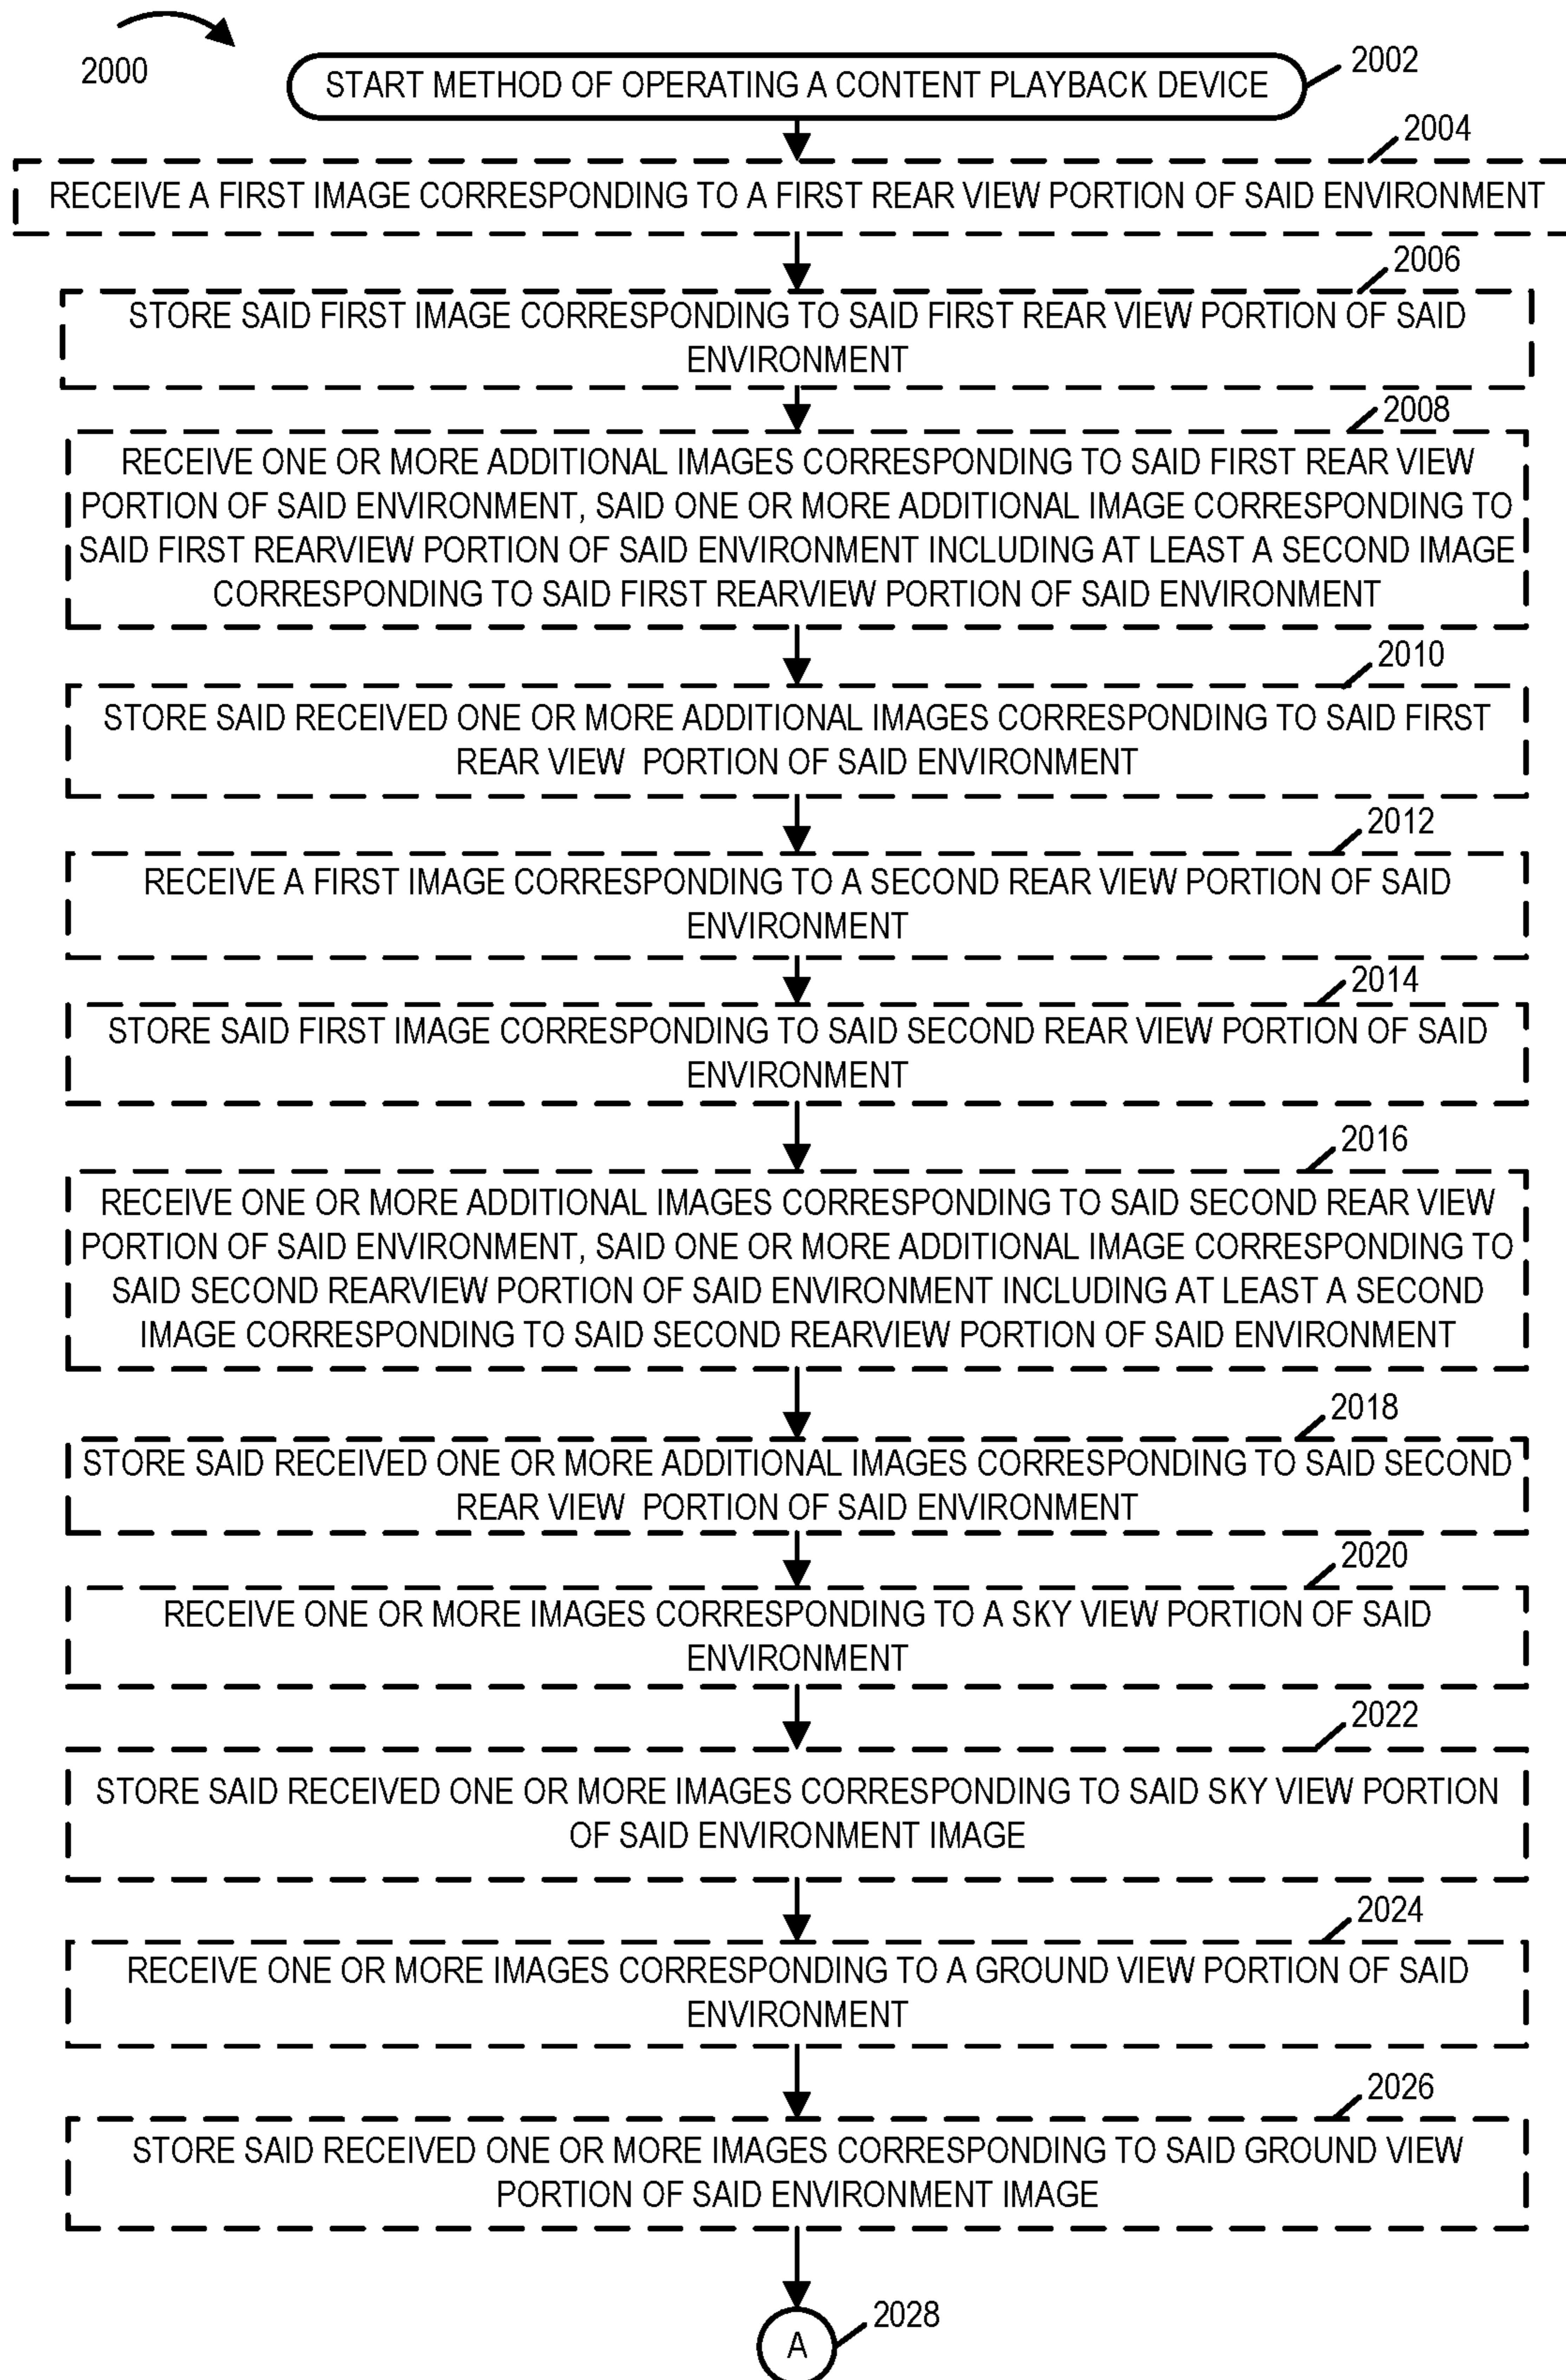 2000
START METHOD OF OPERATING A CONTENT PLAYBACK DEVICE
2002
2004
RECEIVE A FIRST IMAGE CORRESPONDING TO A FIRST REAR VIEW PORTION OF SAID ENVIRONMENT
2006
STORE SAID FIRST IMAGE CORRESPONDING TO SAID FIRST REAR VIEW PORTION OF SAID
ENVIRONMENT
2008
RECEIVE ONE OR MORE ADDITIONAL IMAGES CORRESPONDING TO SAID FIRST REAR VIEW
PORTION OF SAID ENVIRONMENT, SAID ONE OR MORE ADDITIONAL IMAGE CORRESPONDING TO
SAID FIRST REARVIEW PORTION OF SAID ENVIRONMENT INCLUDING AT LEAST A SECOND IMAGE
CORRESPONDING TO SAID FIRST REARVIEW PORTION OF SAID ENVIRONMENT
2010
STORE SAID RECEIVED ONE OR MORE ADDITIONAL IMAGES CORRESPONDING TO SAID FIRST
REAR VIEW PORTION OF SAID ENVIRONMENT
2012
RECEIVE A FIRST IMAGE CORRESPONDING TO A SECOND REAR VIEW PORTION OF SAID
ENVIRONMENT
2014
STORE SAID FIRST IMAGE CORRESPONDING TO SAID SECOND REAR VIEW PORTION OF SAID
ENVIRONMENT
2016
RECEIVE ONE OR MORE ADDITIONAL IMAGES CORRESPONDING TO SAID SECOND REAR VIEW
PORTION OF SAID ENVIRONMENT, SAID ONE OR MORE ADDITIONAL IMAGE CORRESPONDING TO
SAID SECOND REARVIEW PORTION OF SAID ENVIRONMENT INCLUDING AT LEAST A SECOND
IMAGE CORRESPONDING TO SAID SECOND REARVIEW PORTION OF SAID ENVIRONMENT
2018
STORE SAID RECEIVED ONE OR MORE ADDITIONAL IMAGES CORRESPONDING TO SAID SECOND
REAR VIEW PORTION OF SAID ENVIRONMENT
2020
RECEIVE ONE OR MORE IMAGES CORRESPONDING TO A SKY VIEW PORTION OF SAID
ENVIRONMENT
2022
STORE SAID RECEIVED ONE OR MORE IMAGES CORRESPONDING TO SAID SKY VIEW PORTION
OF SAID ENVIRONMENT IMAGE
2024
RECEIVE ONE OR MORE IMAGES CORRESPONDING TO A GROUND VIEW PORTION OF SAID
ENVIRONMENT
2026
STORE SAID RECEIVED ONE OR MORE IMAGES CORRESPONDING TO SAID GROUND VIEW
PORTION OF SAID ENVIRONMENT IMAGE
2028
A